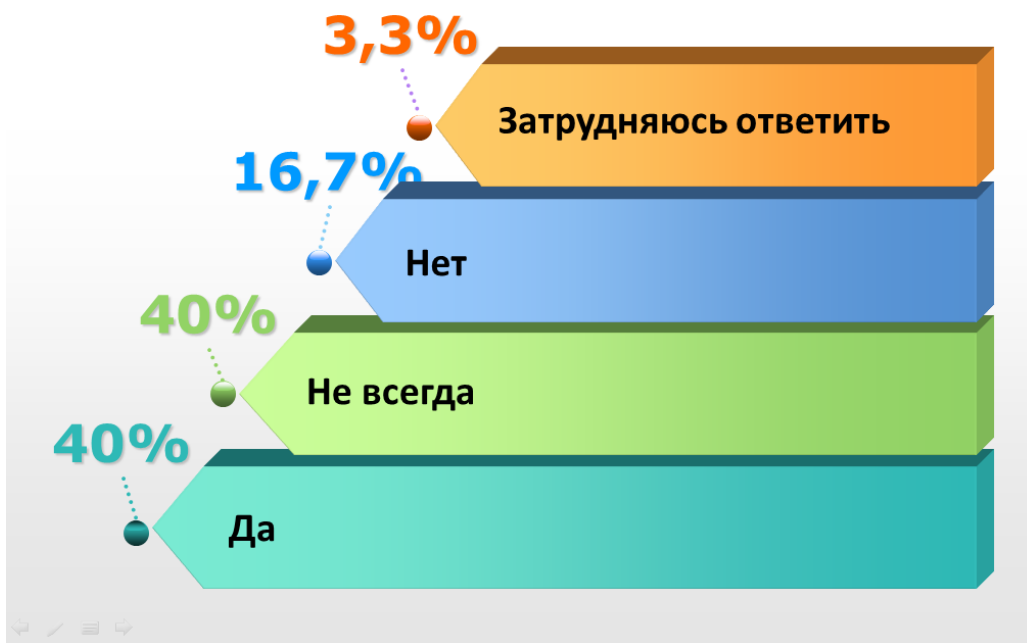 3,3%
Затрудняюсь ответить
16,7%
Нет
40%
Не всегда
40%
Да